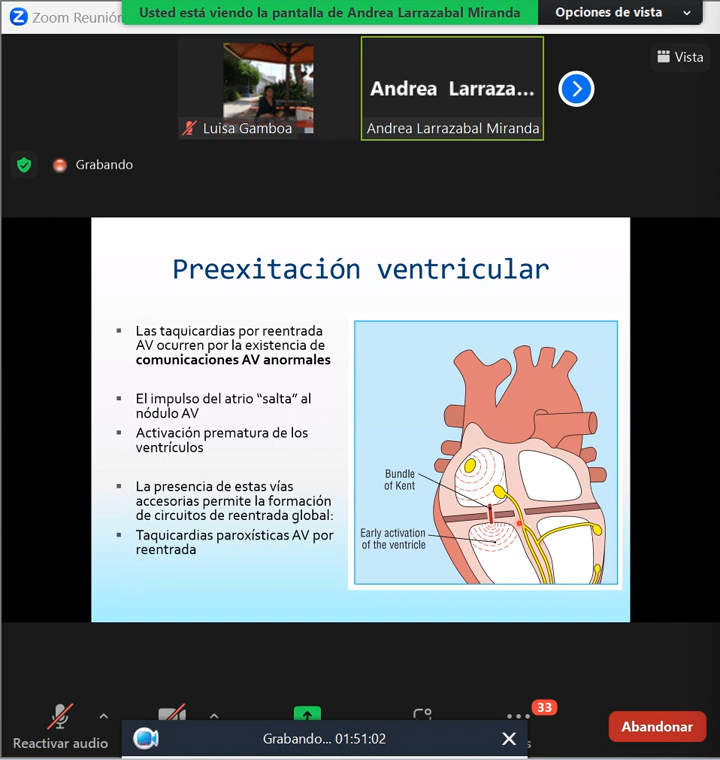 Zoom Reunión
Usted está viendo la pantalla de Andrea Larrazabal Miranda
Opciones de vista
Vista
Andrea Larraza...
Luisa Gamboa
Andrea Larrazabal Miranda
Grabando
Preexitación ventricular
Las taquicardias por reentrada
AV ocurren por la existencia de
comunicaciones AV anormales
El impulso del atrio “salta” al
nódulo AV
Activación prematura de los
ventrículos
La presencia de estas vías
accesorias permite la formación
de circuitos de reentrada global:
Taquicardias paroxísticas AV por
reentrada
Bundle
of Kent
Early activation
of the ventricle
33
Reactivar audio
Abandonar
Grabando... 01:51:02